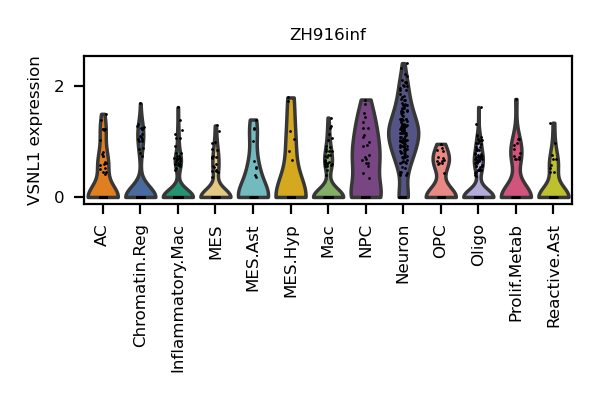 ZH916inf
VSNL1 expression
2
0
AC
Chromatin.Reg
Inflammatory.Mac
MES
MES.Ast
MES.Hyp
Mac
NPC
Neuron
OPC
Oligo
Prolif.Metab
Reactive.Ast